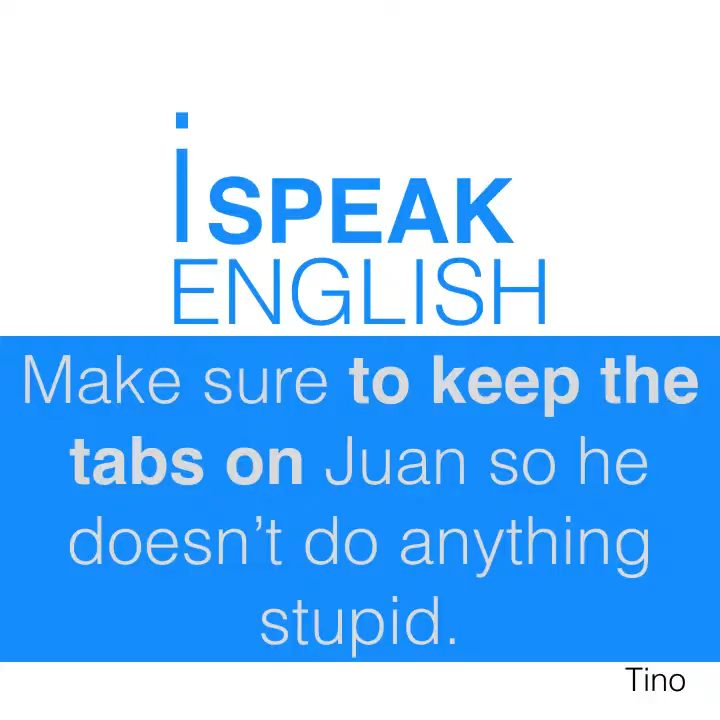 i SPEAK
ENGLISH
Make sure to keep the
tabs on Juan so he
doesn’t do anything
stupid.
Tino